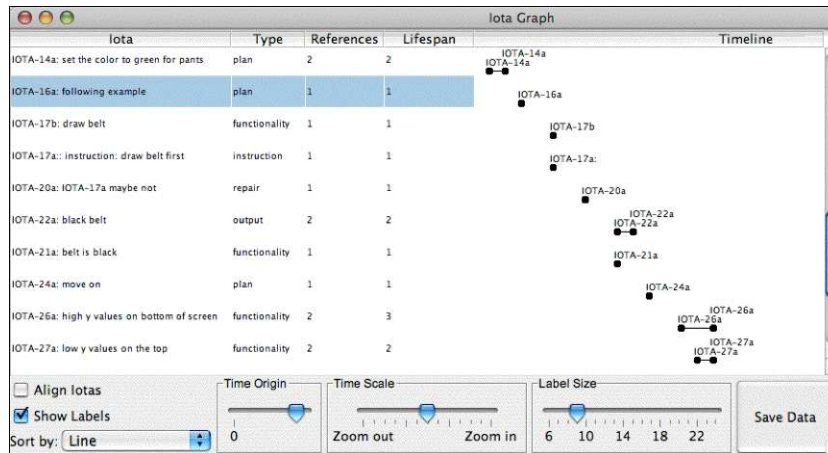 Iota Graph
Iota Type References Lifespan Timeline
IOTA-14a: set the color to green for pants plan 2 2 IOTA-14a
IOTA-14a
IOTA-16a: following example plan 1 1 IOTA-16a
IOTA-17b: draw belt functionality 1 1 IOTA-17b
IOTA-17a:: instruction: draw belt first instruction 1 1 IOTA-17a:
IOTA-20a: IOTA-17a maybe not repair 1 1 IOTA-20a
IOTA-22a: black belt output 2 2 IOTA-22a
IOTA-22a
IOTA-21a: belt is black functionality 1 1 IOTA-21a
IOTA-24a: move on plan 1 1 IOTA-24a
IOTA-26a: high y values on bottom of screen functionality 2 3 IOTA-26a
IOTA-26a
IOTA-27a: low y values on the top functionality 2 2 IOTA-27a
IOTA-27a
Align Iotas
Show Labels
Sort by: Line
Time Origin
0
Time Scale
Zoom out Zoom in
Label Size
6 10 14 18 22
Save Data